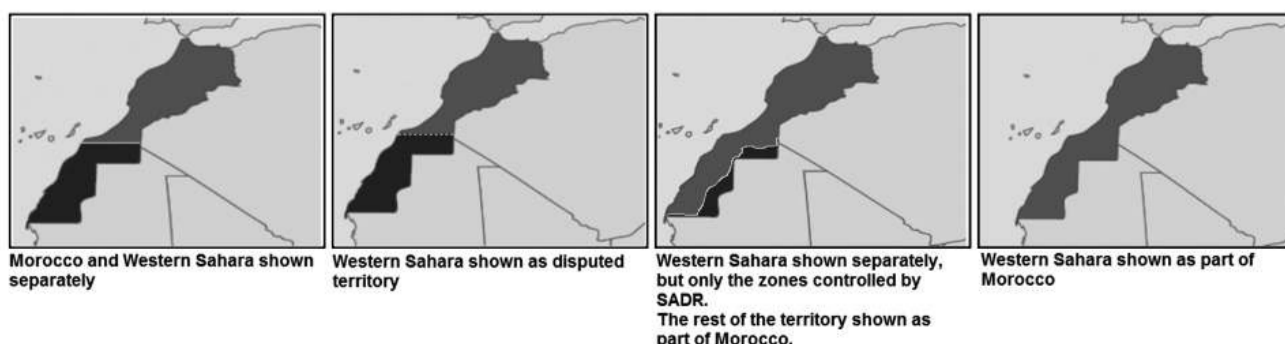 Morocco and Western Sahara shown
separately
Western Sahara shown as disputed
territory
Western Sahara shown separately,
but only the zones controlled by
SADR.
The rest of the territory shown as
part of Morocco.
Western Sahara shown as part of
Morocco